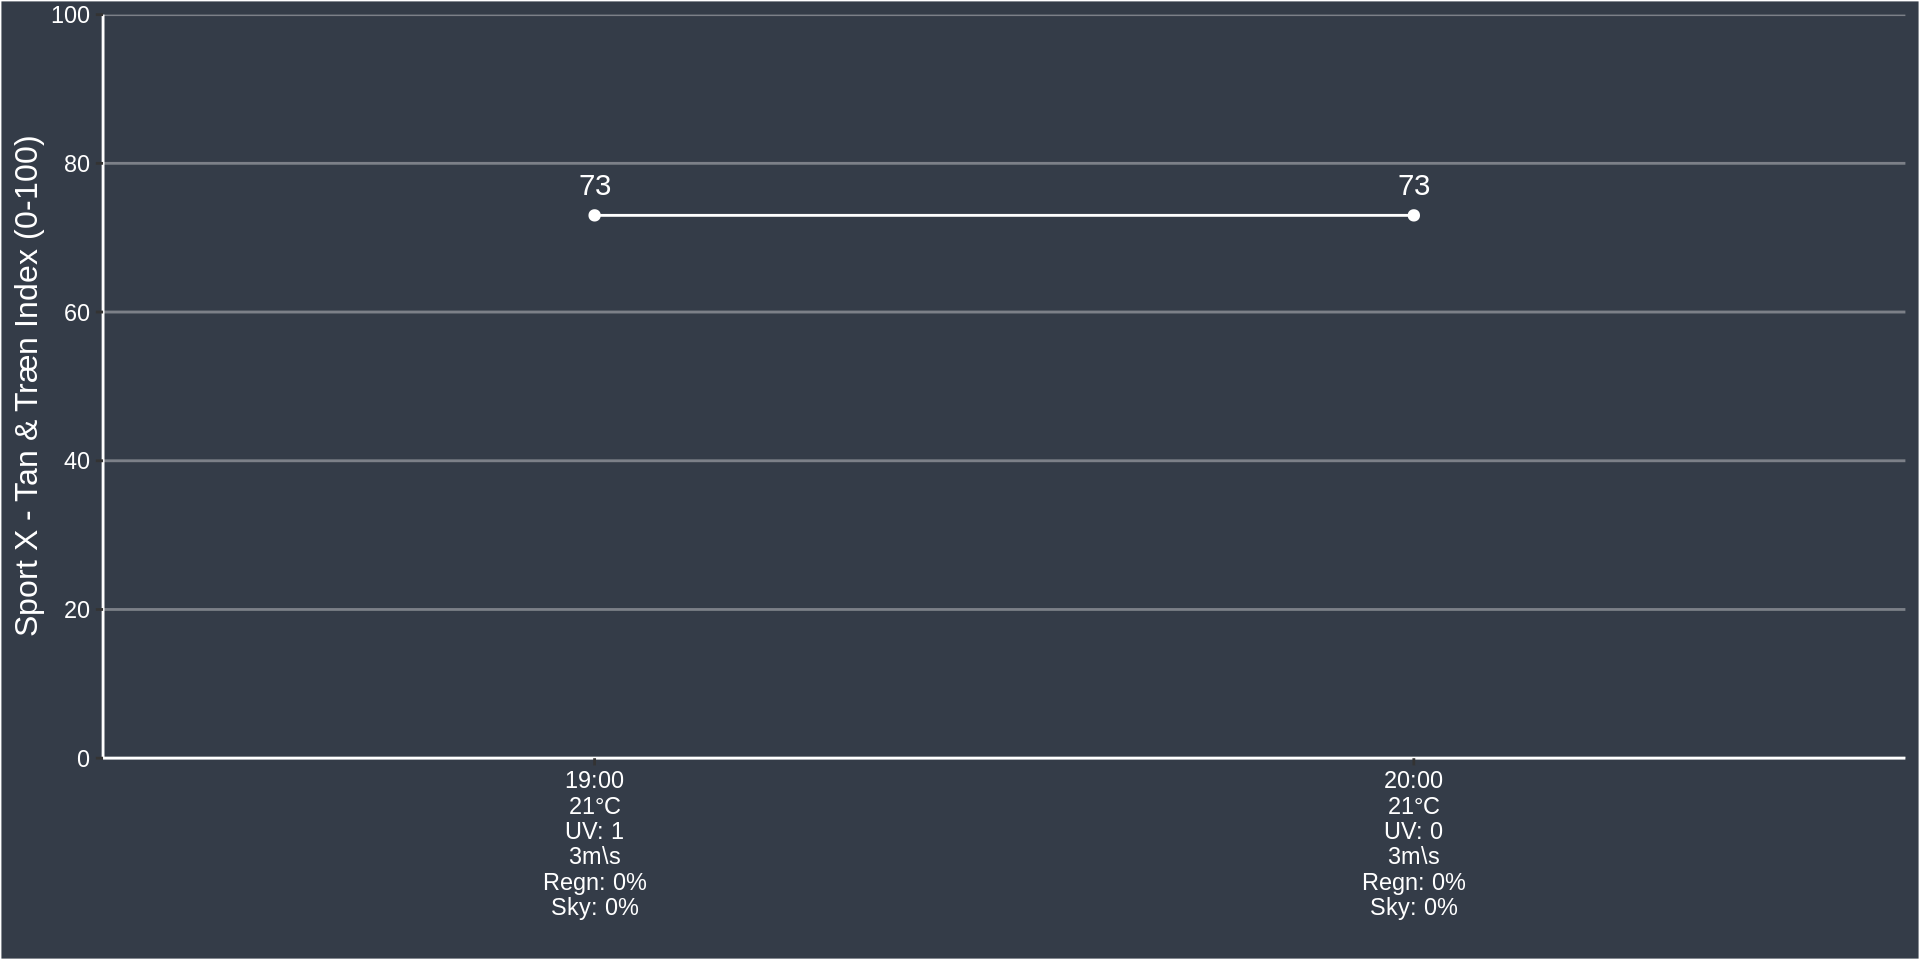 Sport X - Tan & Træn Index (0-100)
100
80
60
40
20
0
73
73
19:00
21°C
UV: 1
3m\s
Regn: 0%
Sky: 0%
20:00
21°C
UV: 0
3m\s
Regn: 0%
Sky: 0%